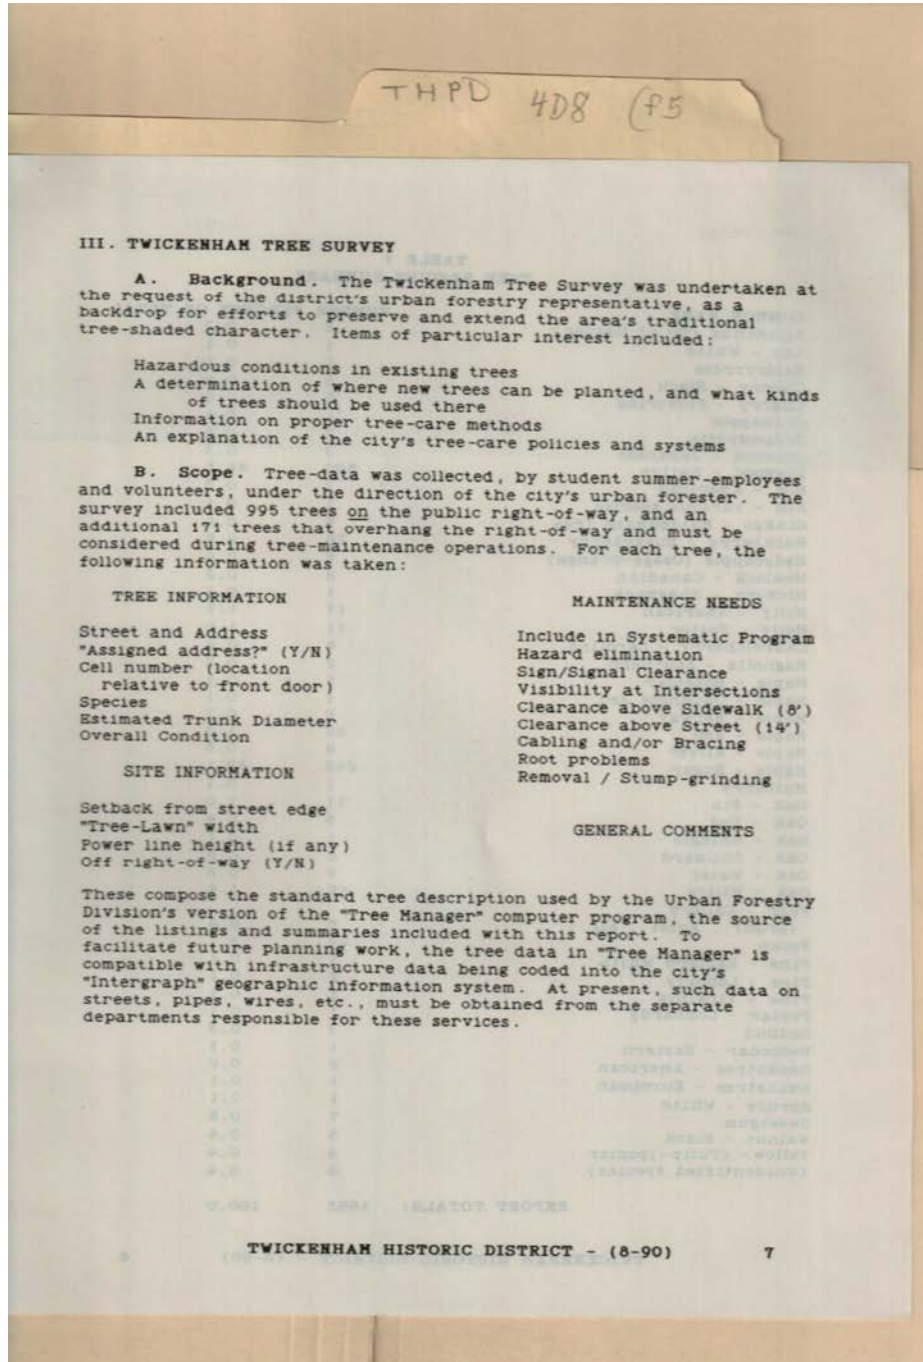 THPD 4D8 (f5
III. TWICKENHAM TREE SURVEY
A. Background. The Twickenham Tree Survey was undertaken at
the request of the district's urban forestry representative, as a
backdrop for efforts to preserve and extend the area's traditional
tree-shaded character. Items of particular interest included:
Hazardous conditions in existing trees
A determination of where new trees can be planted, and what kinds
of trees should be used there
Information on proper tree-care methods
An explanation of the city's tree-care policies and systems
B. Scope. Tree-data was collected, by student summer-employees
and volunteers, under the direction of the city's urban forester. The
survey included 995 trees on the public right-of-way, and an
additional 171 trees that overhang the right-of-way and must be
considered during tree-maintenance operations. For each tree, the
following information was taken:
TREE INFORMATION
Street and Address
"Assigned address?" (Y/N)
Cell number (location
relative to front door)
Species
Estimated Trunk Diameter
Overall Condition
SITE INFORMATION
Setback from street edge
"Tree-Lawn" width
Power line height (if any)
Off right-of-way (Y/N)
MAINTENANCE NEEDS
Include in Systematic Program
Hazard elimination
Sign/Signal Clearance
Visibility at Intersections
Clearance above Sidewalk (8')
Clearance above Street (14')
Cabling and/or Bracing
Root problems
Removal / Stump-grinding
GENERAL COMMENTS
These compose the standard tree description used by the Urban Forestry
Division's version of the "Tree Manager" computer program, the source
of the listings and summaries included with this report. To
facilitate future planning work, the tree data in "Tree Manager" is
compatible with infrastructure data being coded into the city's
"Intergraph" geographic information system. At present, such data on
streets, pipes, wires, etc., must be obtained from the separate
departments responsible for these services.
TWICKENHAM HISTORIC DISTRICT - (8-90) 7